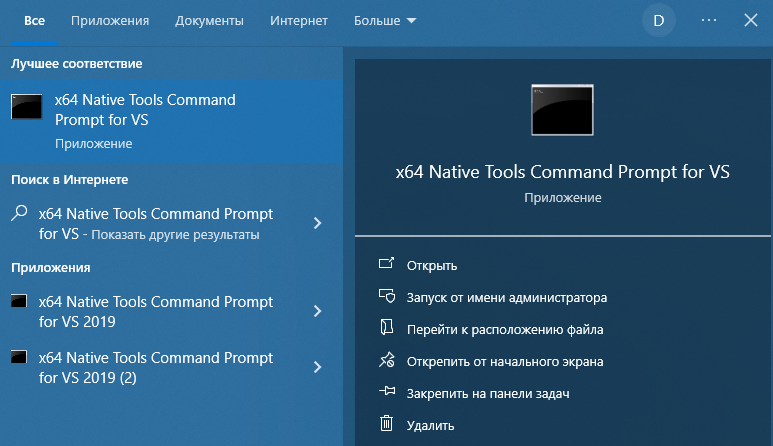 Все Приложения Документы Интернет Больше D
Лучшее соответствие
x64 Native Tools Command
Prompt for VS
Приложение
Поиск в Интернете
x64 Native Tools Command Prompt
for VS - Показать другие результаты
Приложения
x64 Native Tools Command Prompt
for VS 2019
x64 Native Tools Command Prompt
for VS 2019 (2)
x64 Native Tools Command Prompt for VS
Приложение
Открыть
Запуск от имени администратора
Перейти к расположению файла
Открепить от начального экрана
Закрепить на панели задач
Удалить